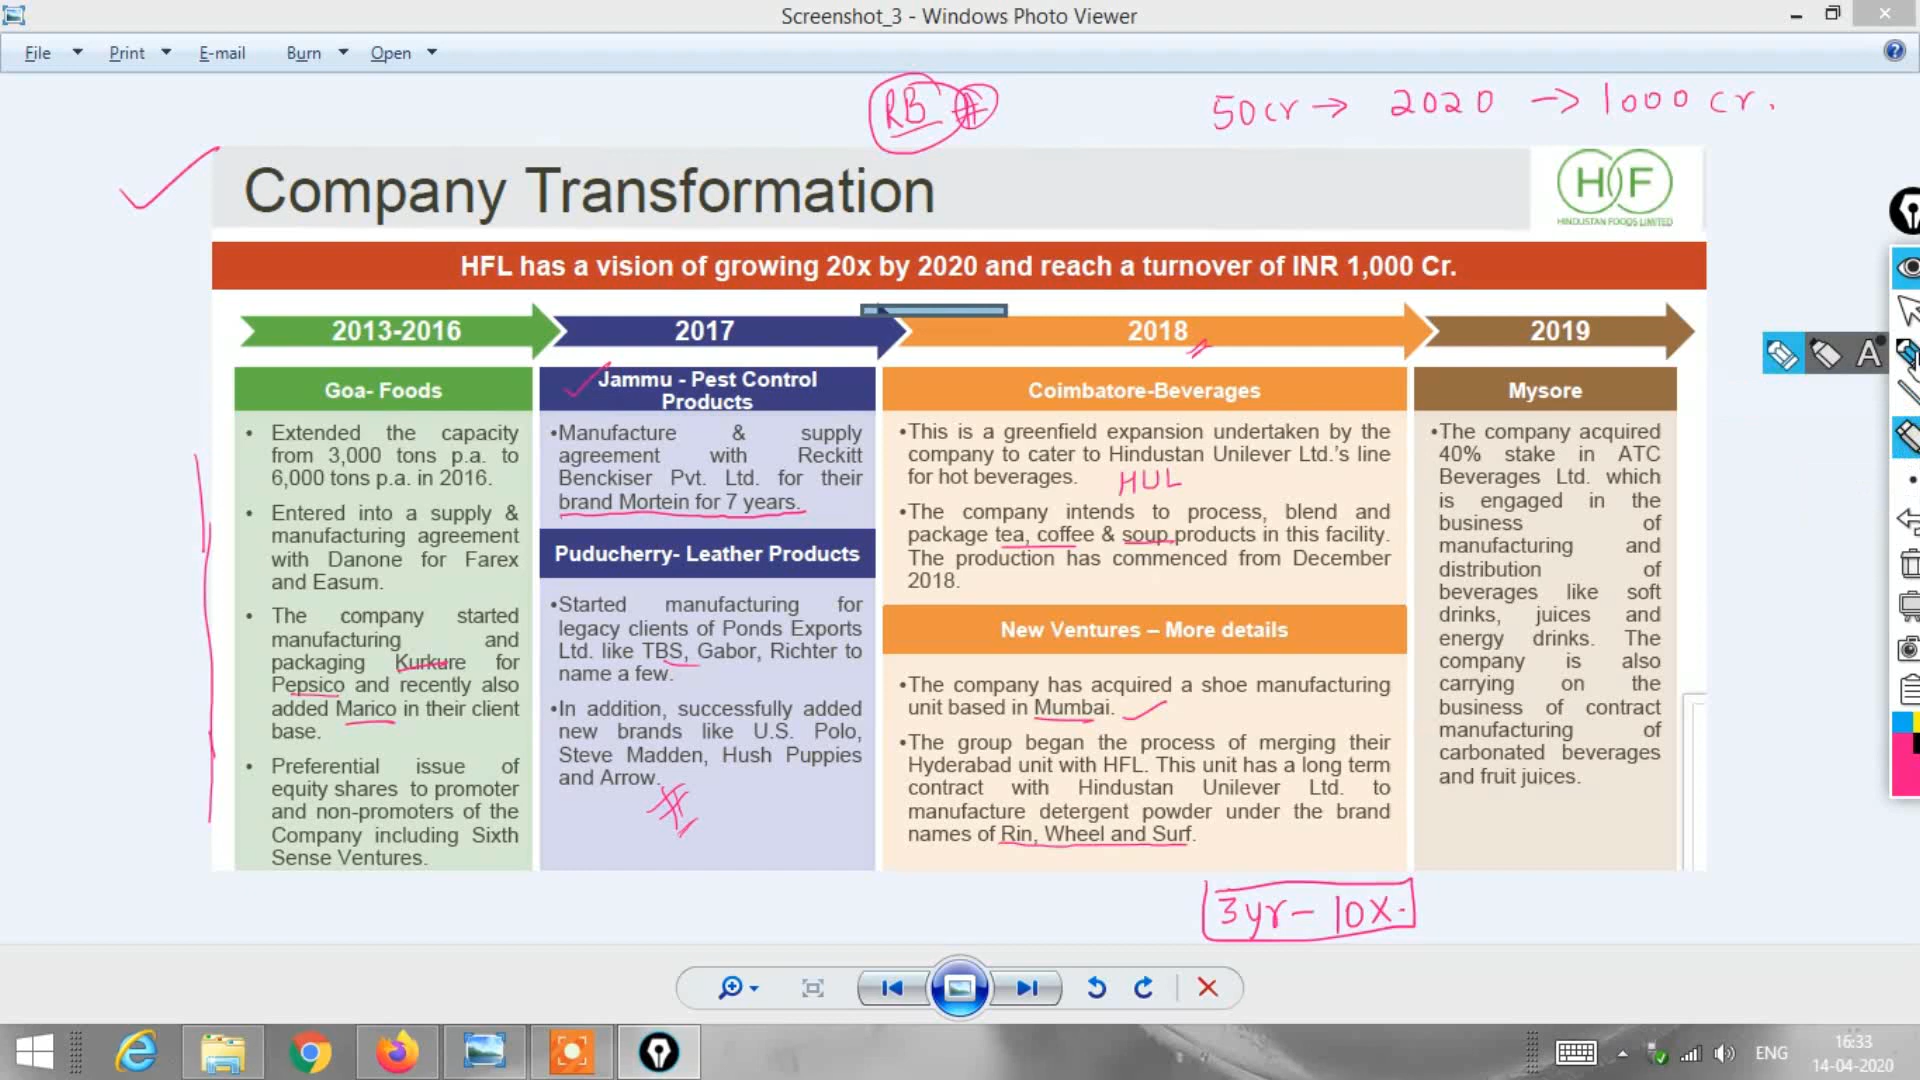 Screenshot_3 - Windows Photo Viewer
File Print E-mail Burn Open
RB #
50cr → 2020 → 1000 cr.
Company Transformation
HF
HINDUSTAN FOODS LIMITED
HFL has a vision of growing 20x by 2020 and reach a turnover of INR 1,000 Cr.
2013-2016
Goa- Foods
• Extended the capacity
from 3,000 tons p.a. to
6,000 tons p.a. in 2016.
• Entered into a supply &
manufacturing agreement
with Danone for Farex
and Easum.
• The company started
manufacturing and
packaging Kurkure for
Pepsico and recently also
added Marico in their client
base.
• Preferential issue of
equity shares to promoter
and non-promoters of the
Company including Sixth
Sense Ventures.
2017
Jammu - Pest Control
Products
•Manufacture & supply
agreement with Reckitt
Benckiser Pvt. Ltd. for their
brand Mortein for 7 years.
Puducherry- Leather Products
•Started manufacturing for
legacy clients of Ponds Exports
Ltd. like TBS, Gabor, Richter to
name a few.
•In addition, successfully added
new brands like U.S. Polo,
Steve Madden, Hush Puppies
and Arrow.
#
2018
Coimbatore-Beverages
•This is a greenfield expansion undertaken by the
company to cater to Hindustan Unilever Ltd.'s line
for hot beverages.
HUL
•The company intends to process, blend and
package tea, coffee & soup products in this facility.
The production has commenced from December
2018.
New Ventures – More details
•The company has acquired a shoe manufacturing
unit based in Mumbai.
•The group began the process of merging their
Hyderabad unit with HFL. This unit has a long term
contract with Hindustan Unilever Ltd. to
manufacture detergent powder under the brand
names of Rin, Wheel and Surf.
2019
Mysore
•The company acquired
40% stake in ATC
Beverages Ltd. which
is engaged in the
business of
manufacturing and
distribution of
beverages like soft
drinks, juices and
energy drinks. The
company is also
carrying on the
business of contract
manufacturing of
carbonated beverages
and fruit juices.
3yr - 10X.
A
ENG
16:33
14-04-2020